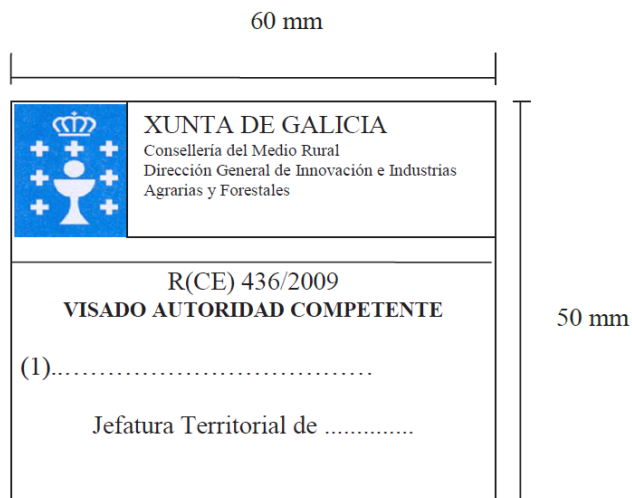 60 mm
XUNTA DE GALICIA
Consellería del Medio Rural
Dirección General de Innovación e Industrias
Agrarias y Forestales
R(CE) 436/2009
VISADO AUTORIDAD COMPETENTE
50 mm
(1)..…………………………………
Jefatura Territorial de ..............